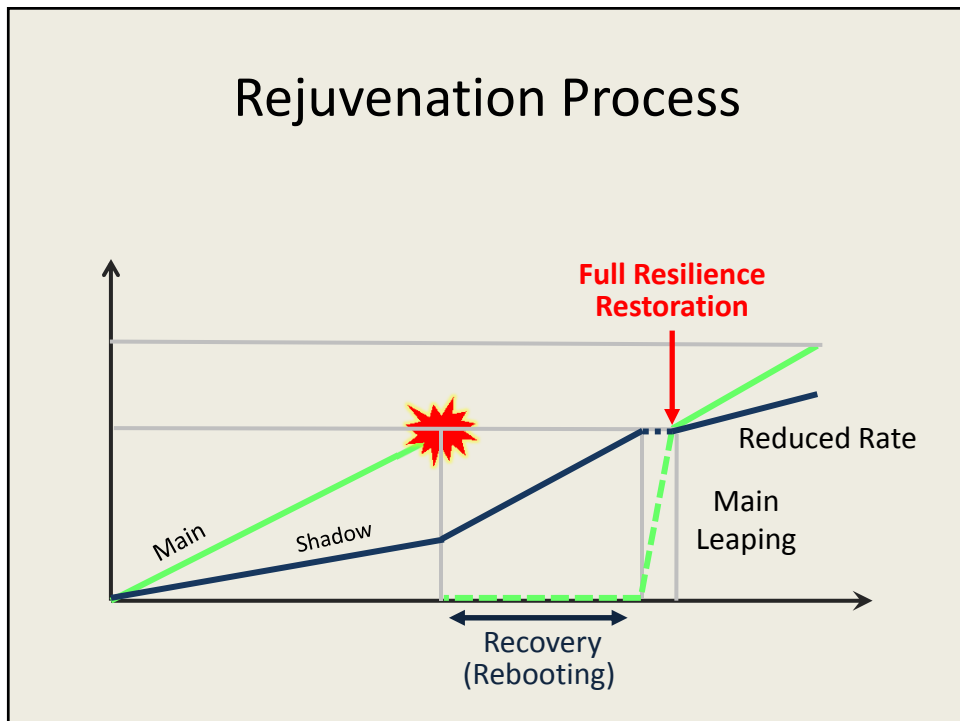 Rejuvenation Process
Full Resilience
Restoration
Reduced Rate
Main
Leaping
Main
Shadow
Recovery
(Rebooting)